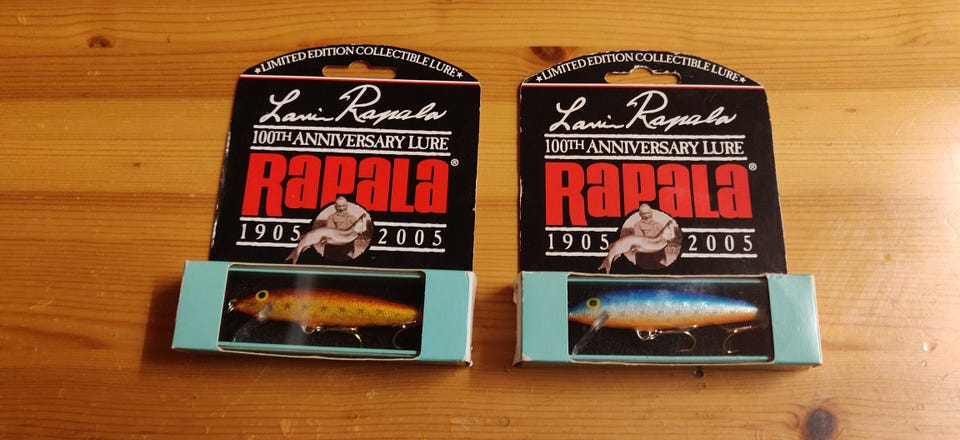 ★LIMITED EDITION COLLECTIBLE LURE★
Lauri Rapala
100TH ANNIVERSARY LURE
Rapala®
1905 2005
★LIMITED EDITION COLLECTIBLE LURE★
Lauri Rapala
100TH ANNIVERSARY LURE
Rapala®
1905 2005